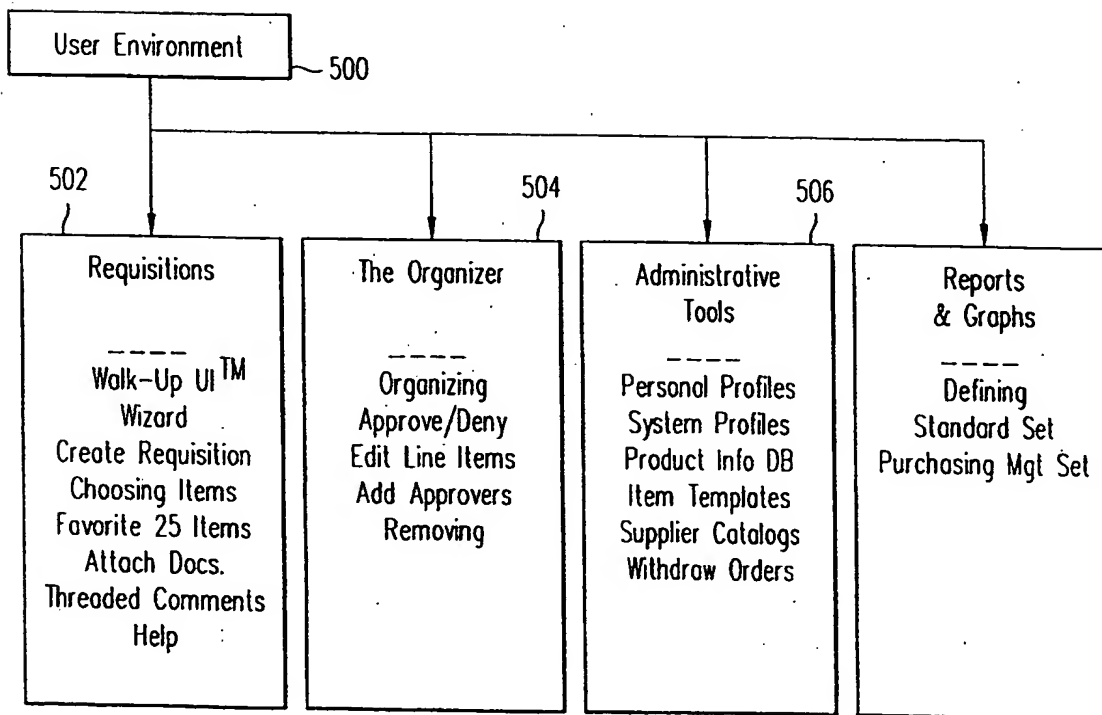 User Environment
500
502
Requisitions
Walk-Up UI™
Wizard
Create Requisition
Choosing Items
Favorite 25 Items
Attach Docs.
Threaded Comments
Help
504
The Organizer
Organizing
Approve/Deny
Edit Line Items
Add Approvers
Removing
506
Administrative
Tools
Personal Profiles
System Profiles
Product Info DB
Item Templates
Supplier Catalogs
Withdraw Orders
Reports
& Graphs
Defining
Standard Set
Purchasing Mgt Set